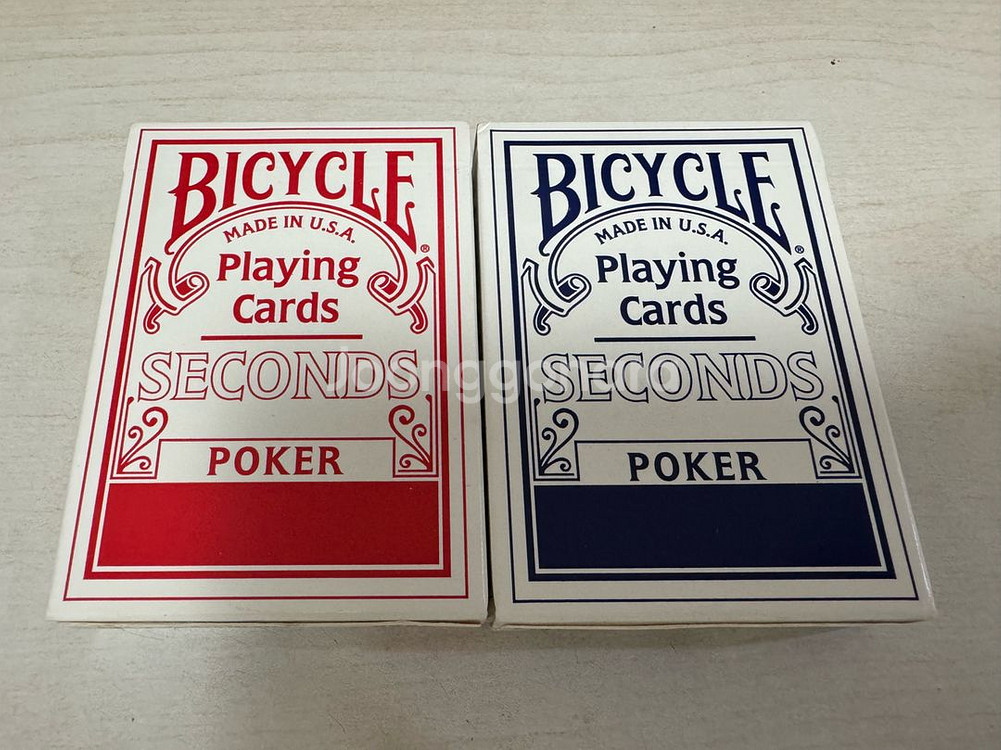 BICYCLE
MADE IN U.S.A.
®
Playing
Cards
SECONDS
POKER
BICYCLE
MADE IN U.S.A.
®
Playing
Cards
SECONDS
POKER